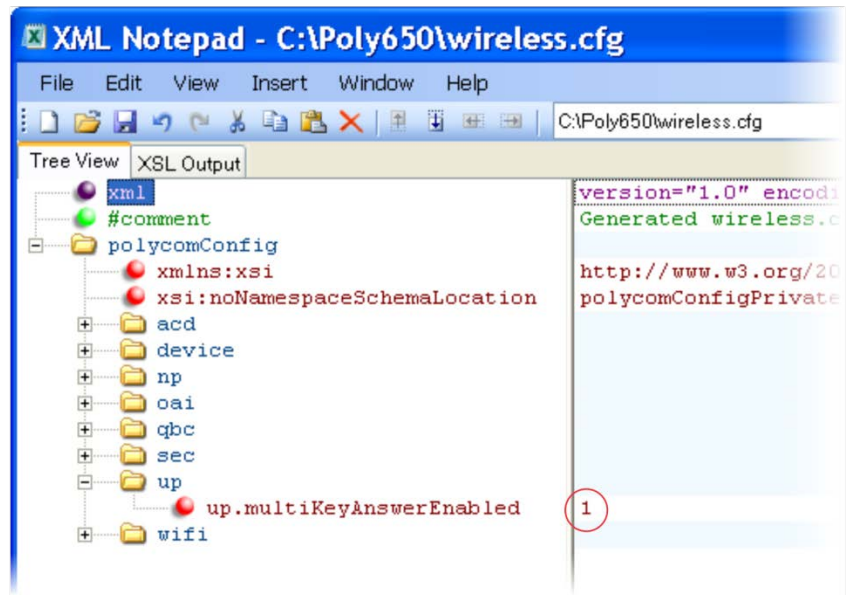 XML Notepad - C:\Poly650\wireless.cfg
File Edit View Insert Window Help
C:\Poly650\wireless.cfg
Tree View XSL Output
xml version="1.0" encodi
#comment Generated wireless.c
polycomConfig
xmlns:xsi http://www.w3.org/20
xsi:noNamespaceSchemaLocation polycomConfigPrivate
acd
device
np
oai
qbc
sec
up
up.multiKeyAnswerEnabled 1
wifi